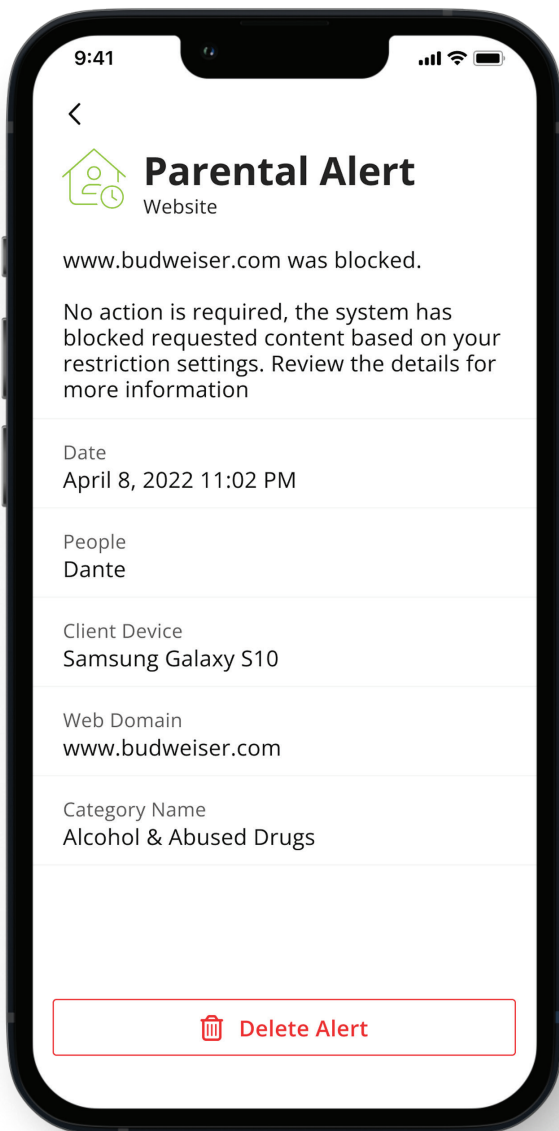 9:41
Parental Alert
Website
www.budweiser.com was blocked.
No action is required, the system has
blocked requested content based on your
restriction settings. Review the details for
more information
Date
April 8, 2022 11:02 PM
People
Dante
Client Device
Samsung Galaxy S10
Web Domain
www.budweiser.com
Category Name
Alcohol & Abused Drugs
Delete Alert